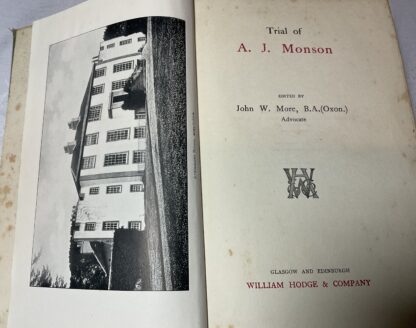 Trial of
A. J. Monson
EDITED BY
John W. More, B.A.(Oxon.)
Advocate
GLASGOW AND EDINBURGH
WILLIAM HODGE & COMPANY